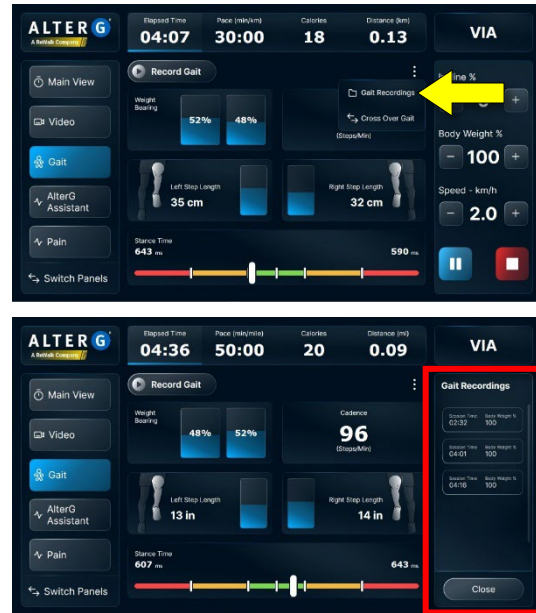 ALTER G
A ReWalk Company
Elapsed Time
04:07
Pace (min/km)
30:00
Calories
18
Distance (km)
0.13
VIA
Main View
Video
Gait
AlterG
Assistant
Pain
Switch Panels
Record Gait
Gait Recordings
Cross Over Gait
Weight
Bearing
52%
48%
(Steps/Min)
Left Step Length
35 cm
Right Step Length
32 cm
Stance Time
643 ms
590 ms
%
Body Weight %
- 100 +
Speed - km/h
- 2.0 +
ALTER G
A ReWalk Company
Elapsed Time
04:36
Pace (min/mile)
50:00
Calories
20
Distance (mi)
0.09
VIA
Main View
Video
Gait
AlterG
Assistant
Pain
Switch Panels
Record Gait
Weight
Bearing
48%
52%
Cadence
96
(Steps/Min)
Left Step Length
13 in
Right Step Length
14 in
Stance Time
607 ms
643 ms
Gait Recordings
Session Time Body Weight %
02:32 100
Session Time Body Weight %
04:01 100
Session Time Body Weight %
04:16 100
Close